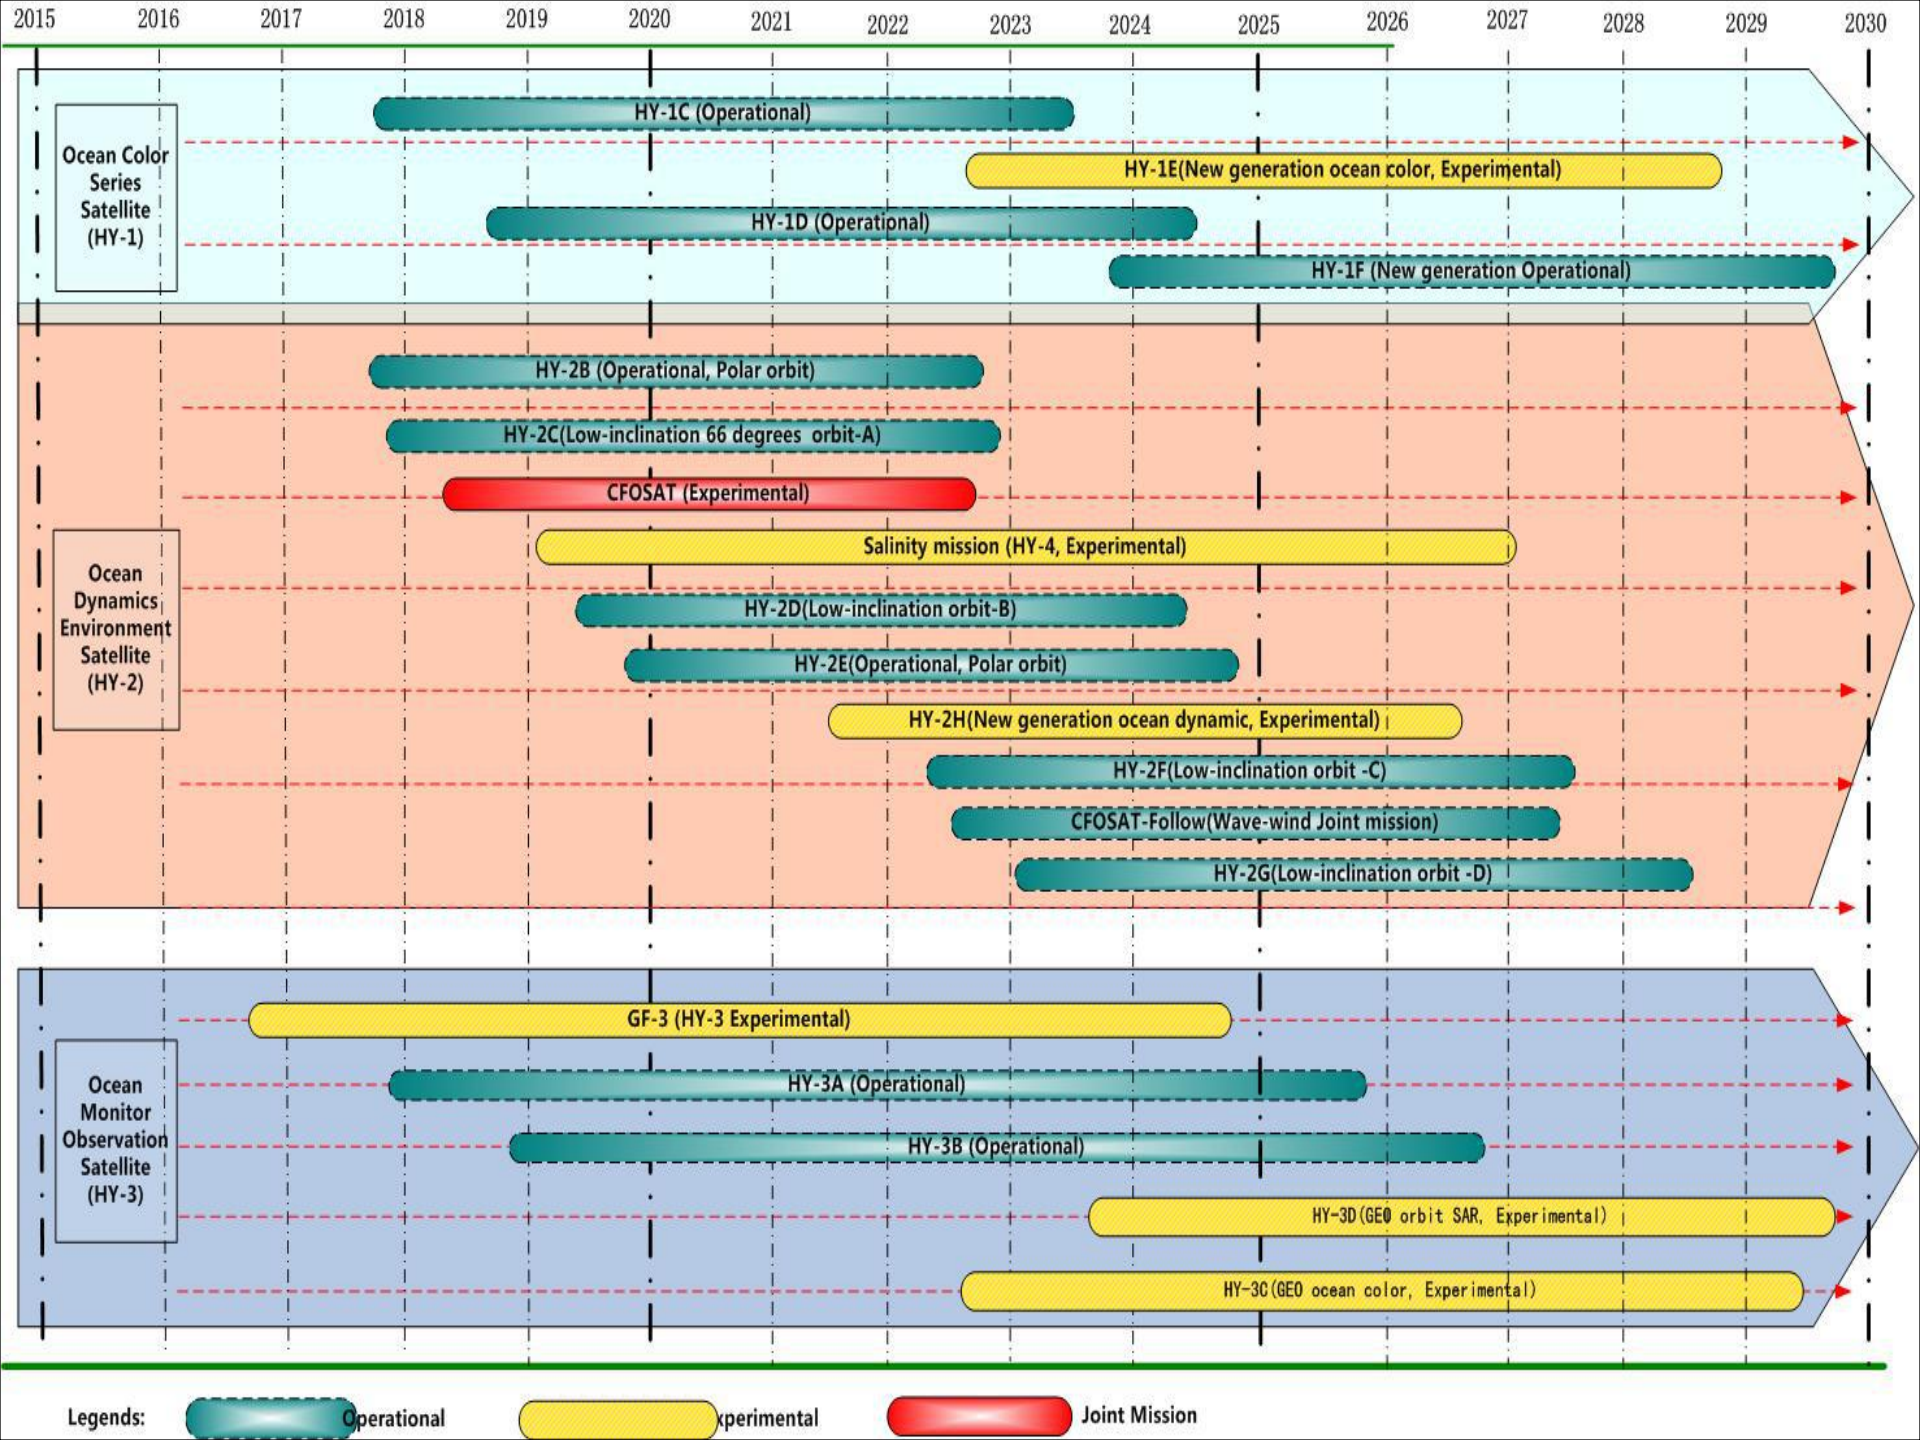 2015 2016 2017 2018 2019 2020 2021 2022 2023 2024 2025 2026 2027 2028 2029 2030
HY-1C (Operational)
Ocean Color
Series
Satellite
(HY-1)
HY-1E(New generation ocean color, Experimental)
HY-1D (Operational)
HY-1F (New generation Operational)
HY-2B (Operational, Polar orbit)
HY-2C(Low-inclination 66 degrees orbit-A)
CFOSAT (Experimental)
Salinity mission (HY-4, Experimental)
Ocean
Dynamics
Environment
Satellite
(HY-2)
HY-2D(Low-inclination orbit-B)
HY-2E(Operational, Polar orbit)
HY-2H(New generation ocean dynamic, Experimental)
HY-2F(Low-inclination orbit -C)
CFOSAT-Follow(Wave-wind Joint mission)
HY-2G(Low-inclination orbit -D)
GF-3 (HY-3 Experimental)
Ocean
Monitor
Observation
Satellite
(HY-3)
HY-3A (Operational)
HY-3B (Operational)
HY-3D(GEO orbit SAR, Experimental)
HY-3C(GEO ocean color, Experimental)
Legends: Operational xperimental Joint Mission